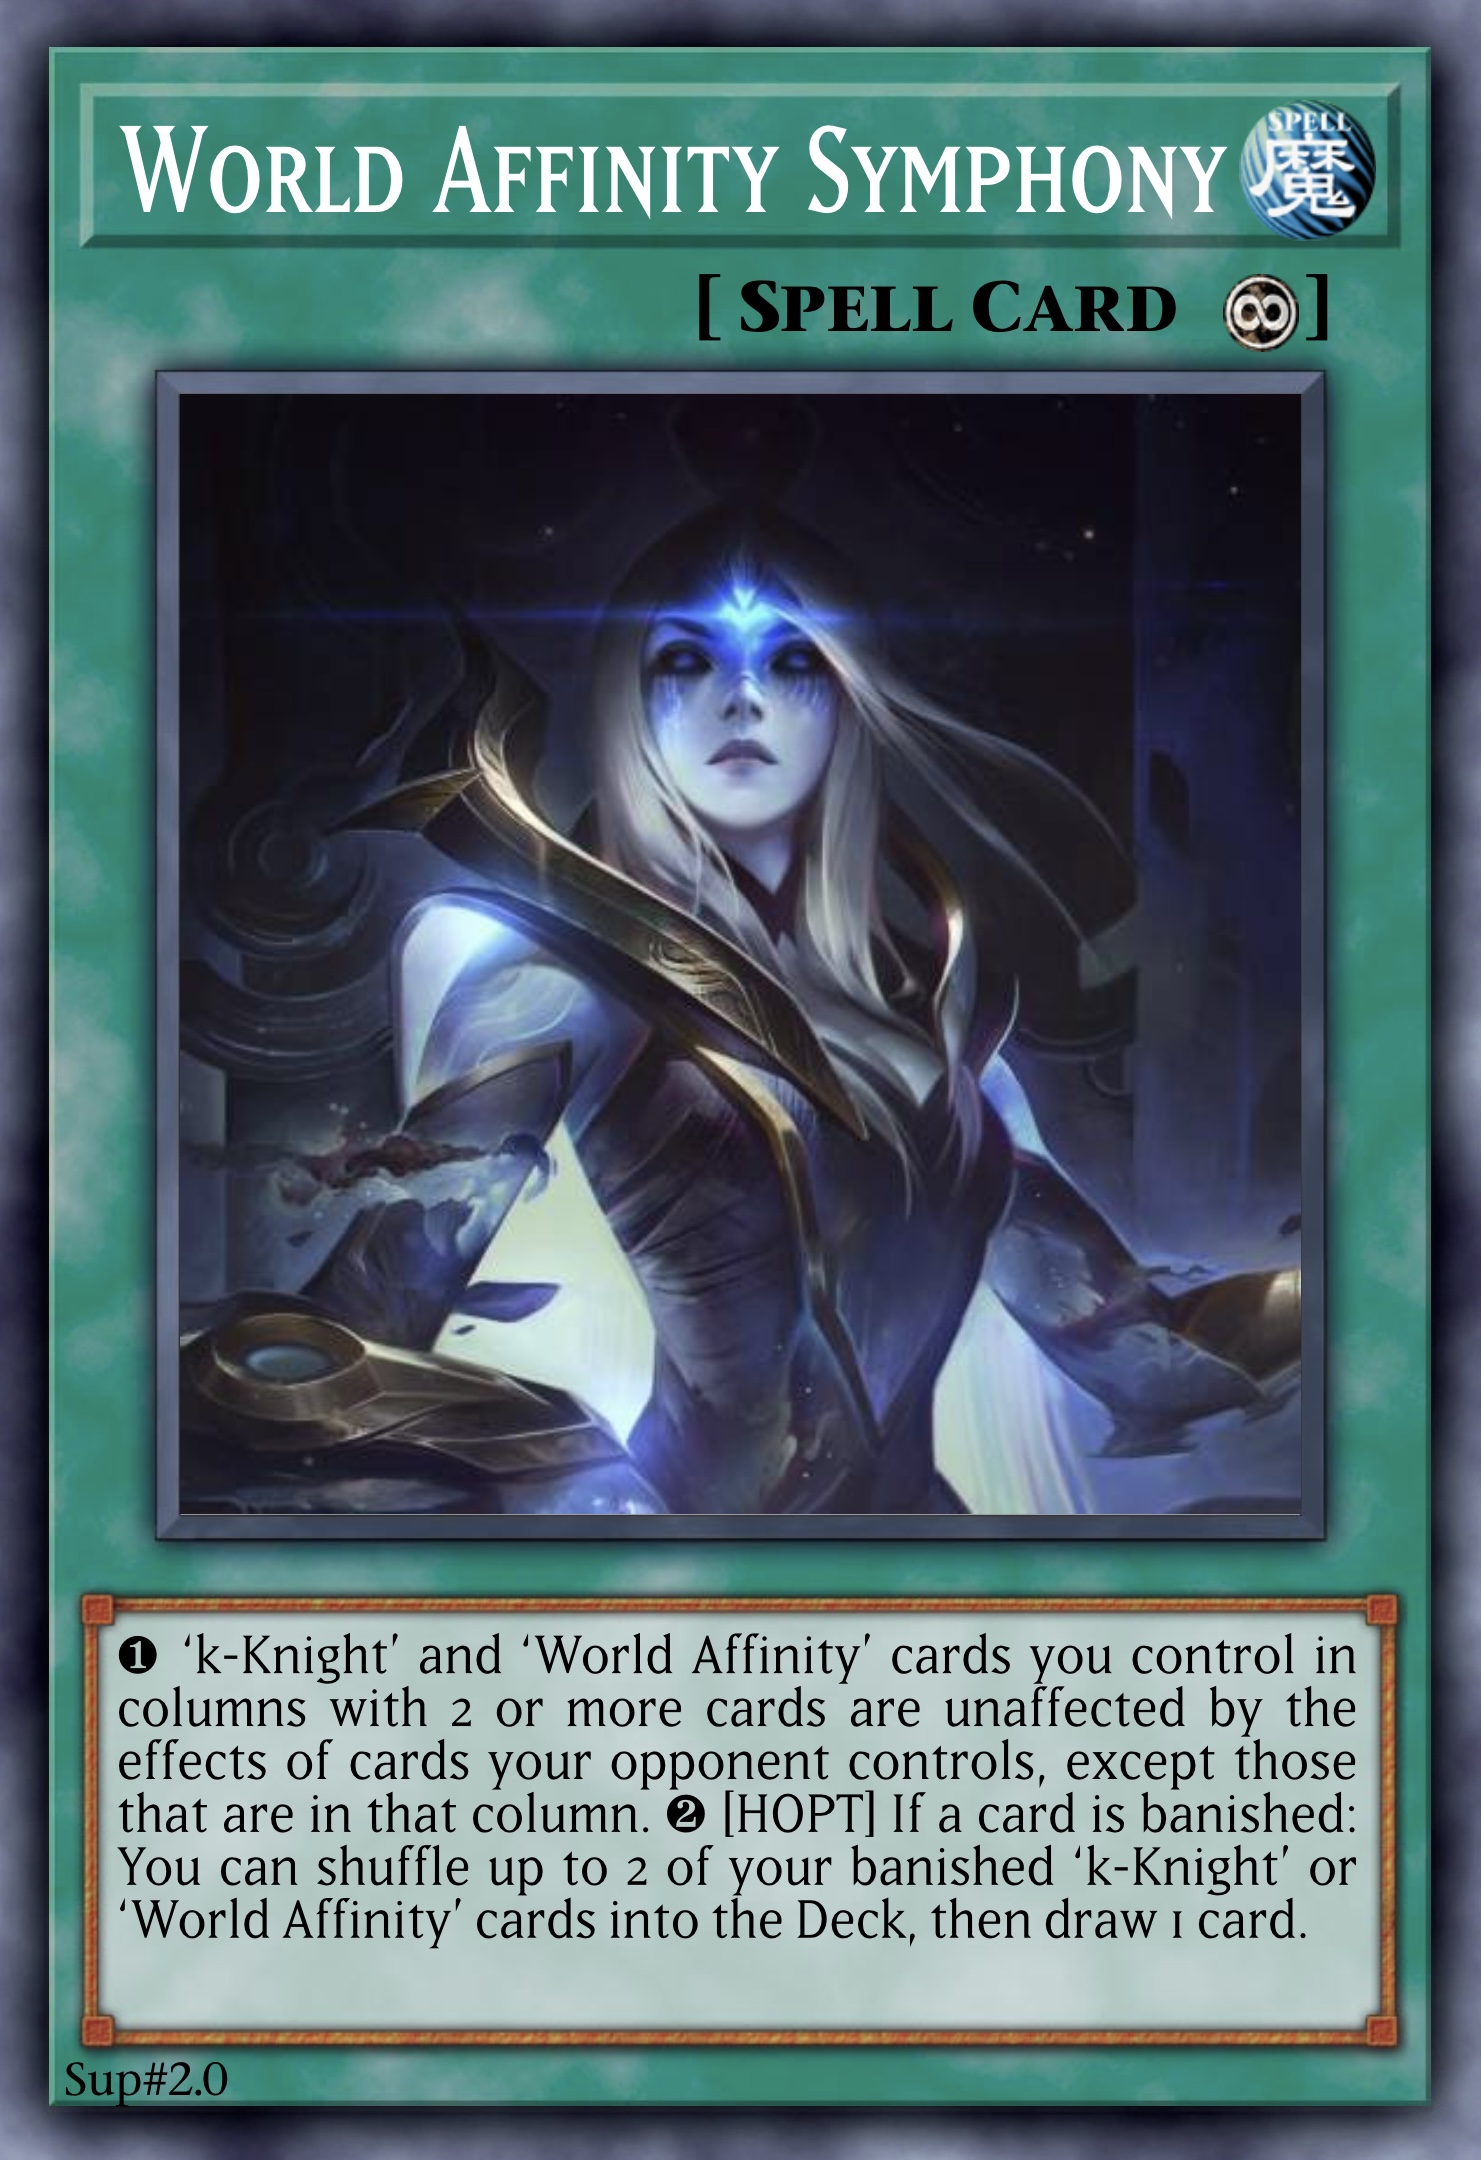 WORLD AFFINITY SYMPHONY
SPELL
魔
[ SPELL CARD ∞ ]
❶ ‘k-Knight’ and ‘World Affinity’ cards you control in
columns with 2 or more cards are unaffected by the
effects of cards your opponent controls, except those
that are in that column. ❷ [HOPT] If a card is banished:
You can shuffle up to 2 of your banished ‘k-Knight’ or
‘World Affinity’ cards into the Deck, then draw 1 card.
Sup#2.0